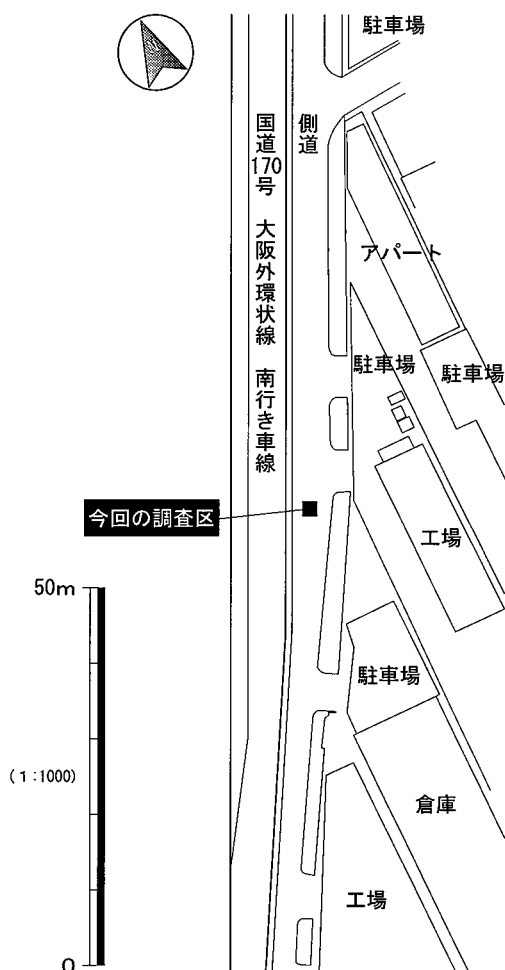 駐車場
国道170号 大阪外環状線 南行き車線
側道
アパート
駐車場
駐車場
今回の調査区
工場
50m
駐車場
(1:1000)
倉庫
工場
0